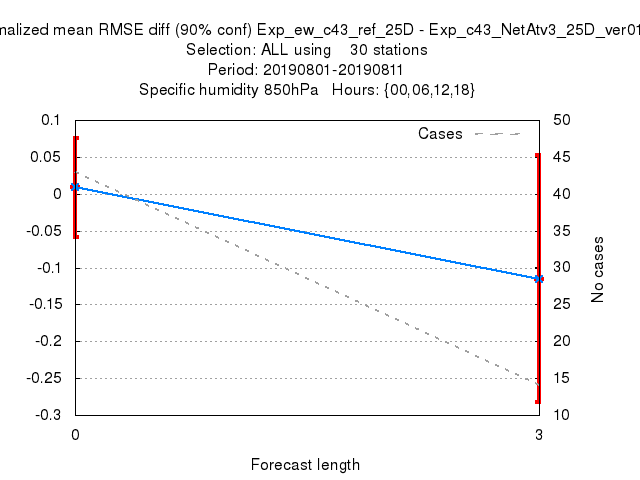 malized mean RMSE diff (90% conf) Exp_ew_c43_ref_25D - Exp_c43_NetAtv3_25D_ver01
Selection: ALL using 30 stations
Period: 20190801-20190811
Specific humidity 850hPa Hours: {00,06,12,18}
Cases
0.1
0.05
0
-0.05
-0.1
-0.15
-0.2
-0.25
-0.3
50
45
40
35
30
25
20
15
10
No cases
0
3
Forecast length